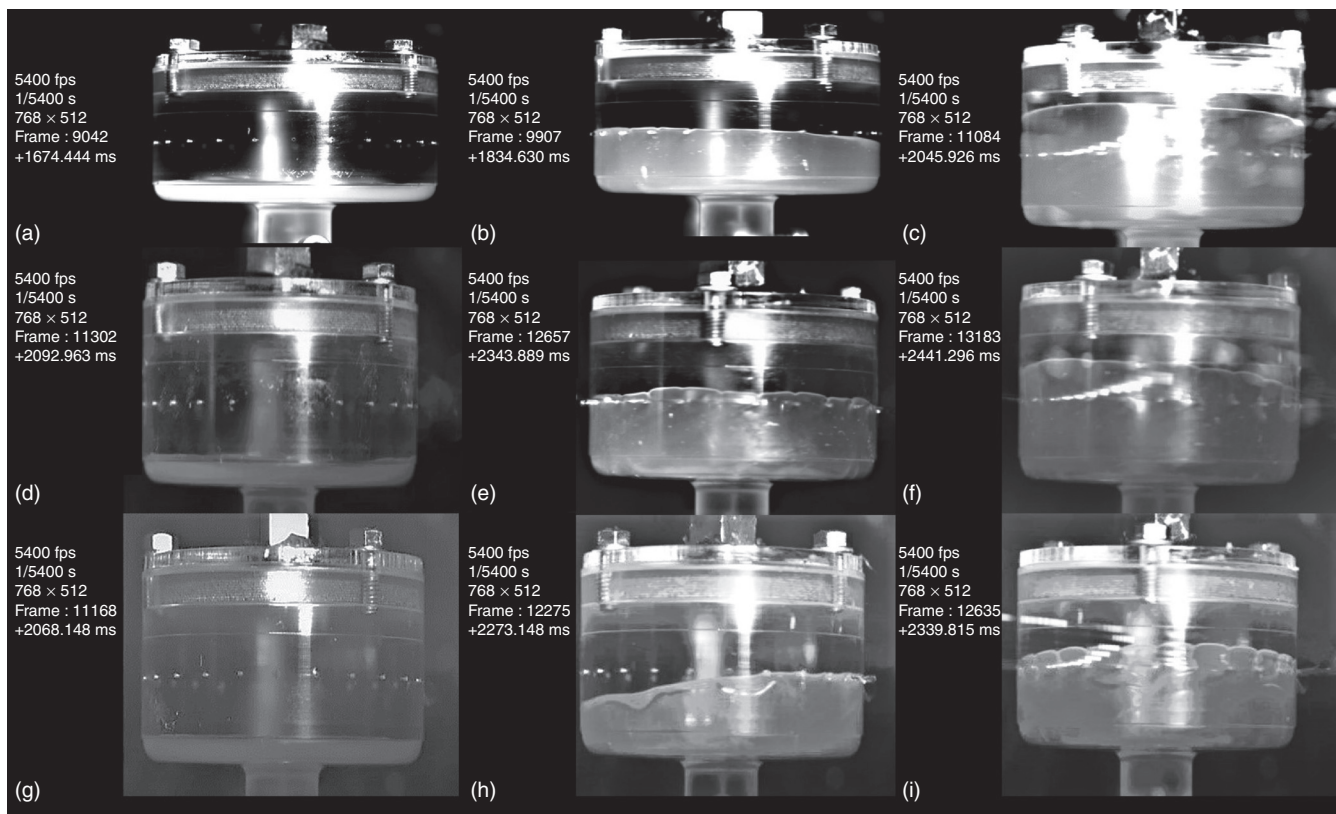 5400 fps
1/5400 s
768 × 512
Frame : 9042
+1674.444 ms
(a)
5400 fps
1/5400 s
768 × 512
Frame : 9907
+1834.630 ms
(b)
5400 fps
1/5400 s
768 × 512
Frame : 11084
+2045.926 ms
(c)
5400 fps
1/5400 s
768 × 512
Frame : 11302
+2092.963 ms
(d)
5400 fps
1/5400 s
768 × 512
Frame : 12657
+2343.889 ms
(e)
5400 fps
1/5400 s
768 × 512
Frame : 13183
+2441.296 ms
(f)
5400 fps
1/5400 s
768 × 512
Frame : 11168
+2068.148 ms
(g)
5400 fps
1/5400 s
768 × 512
Frame : 12275
+2273.148 ms
(h)
5400 fps
1/5400 s
768 × 512
Frame : 12635
+2339.815 ms
(i)